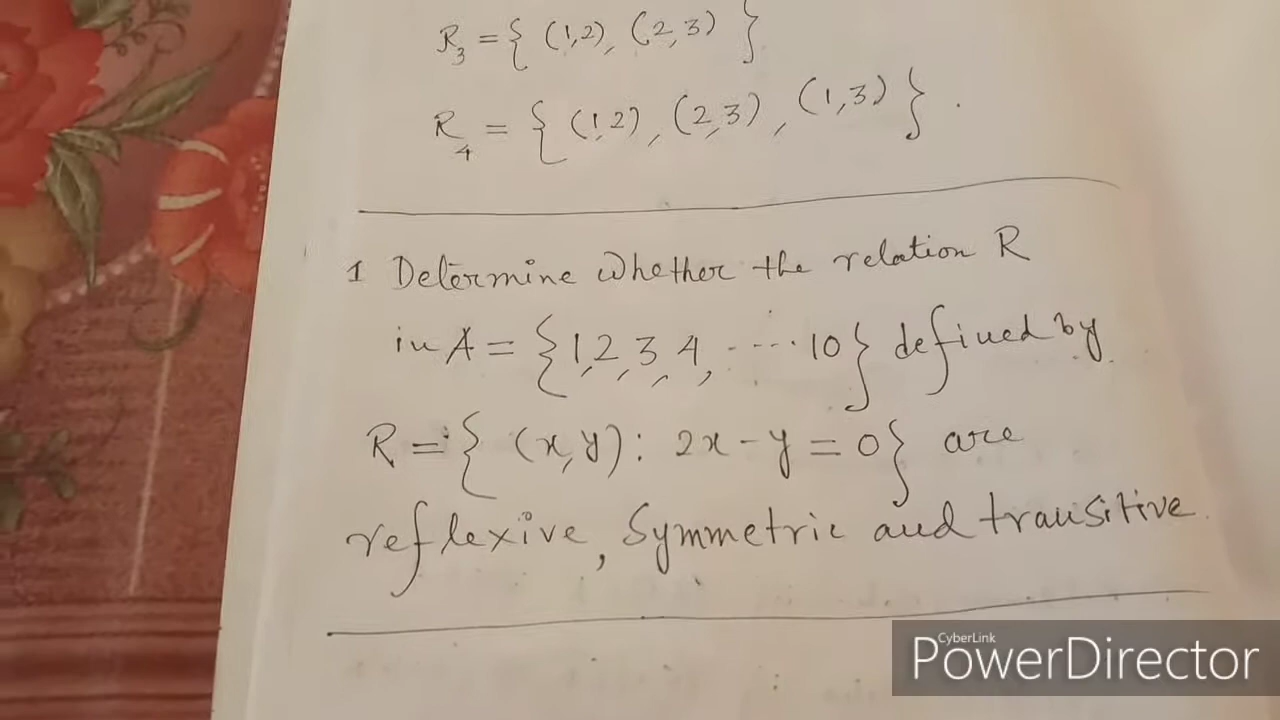 R₃ = { (1,2), (2,3) }
R₄ = { (1,2), (2,3), (1,3) } .
1 Determine whether the relation R
in A = {1,2,3,4, ..... 10} defined by
R = { (x,y) : 2x - y = 0} are
reflexive, Symmetric and transitive.
CyberLink
PowerDirector